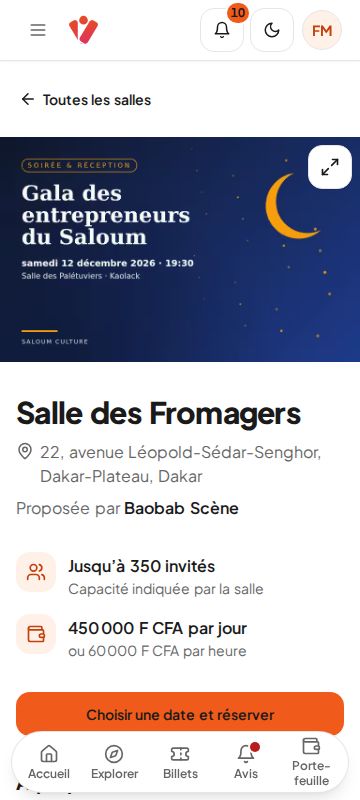 10
FM
Toutes les salles
SOIRÉE & RÉCEPTION
Gala des
entrepreneurs
du Saloum
samedi 12 décembre 2026 · 19:30
Salle des Palétuviers · Kaolack
SALOUM CULTURE
Salle des Fromagers
22, avenue Léopold-Sédar-Senghor,
Dakar-Plateau, Dakar
Proposée par Baobab Scène
Jusqu’à 350 invités
Capacité indiquée par la salle
450 000 F CFA par jour
ou 60 000 F CFA par heure
Choisir une date et réserver
Accueil
Explorer
Billets
Avis
Porte-
feuille